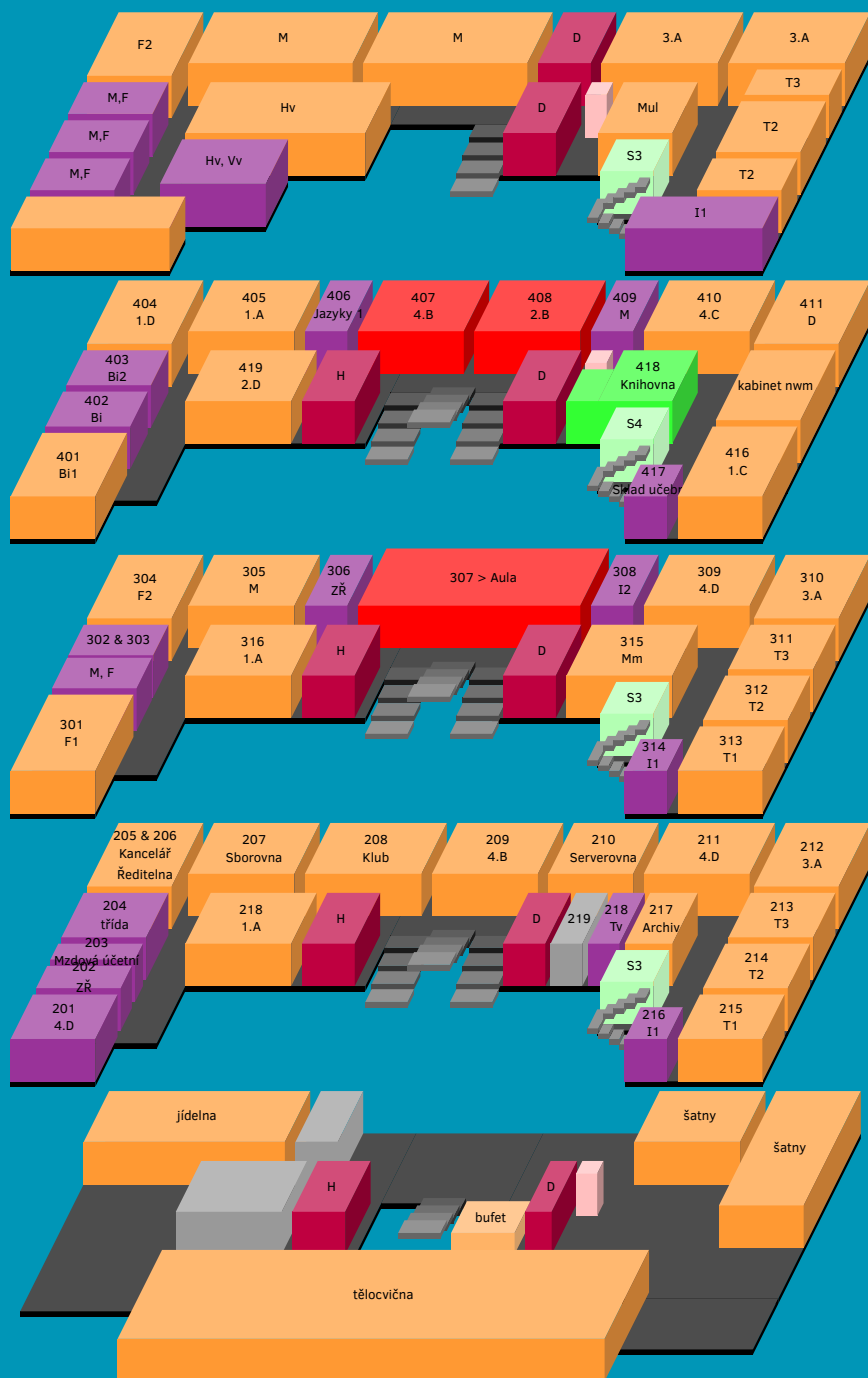 F2
M
M
D
3.A
3.A
M,F
M,F
M,F
Hv
Hv, Vv
D
Mul
S3
T3
T2
T2
I1
404
1.D
405
1.A
406
Jazyky 1
407
4.B
408
2.B
409
M
410
4.C
411
D
403
Bi2
402
Bi
401
Bi1
419
2.D
H
D
418
Knihovna
S4
kabinet nwm
416
1.C
417
Sklad učebn
304
F2
305
M
306
ZŘ
307 > Aula
308
I2
309
4.D
310
3.A
302 & 303
M, F
301
F1
316
1.A
H
D
315
Mm
S3
311
T3
312
T2
313
T1
314
I1
205 & 206
Kancelář
Ředitelna
207
Sborovna
208
Klub
209
4.B
210
Serverovna
211
4.D
212
3.A
204
třída
203
Mzdová účetní
202
ZŘ
201
4.D
218
1.A
H
D
219
218
Tv
217
Archiv
S3
213
T3
214
T2
215
T1
216
I1
jídelna
šatny
šatny
H
D
bufet
tělocvična